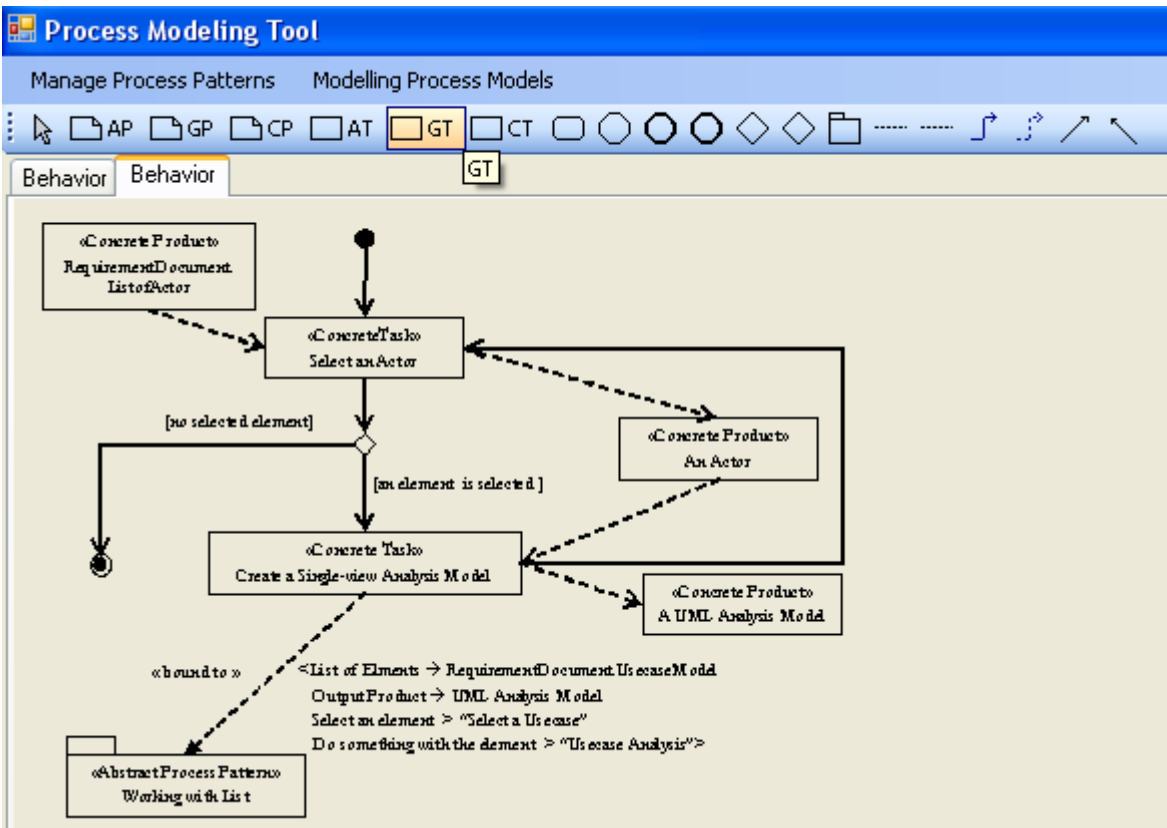 Process Modeling Tool
Manage Process Patterns Modelling Process Models
AP GP CP AT GT CT
GT
Behavior Behavior
«Concrete Product»
RequirementDocument.
ListofActor
«ConcreteTask»
Select an Actor
[no selected element]
[an element is selected ]
«Concrete Product»
An Actor
«Concrete Task»
Create a Single-view Analysis Model
«Concrete Product»
A UML Analysis Model
«bound to »
<List of Elments → RequirementDocument.UsecaseModel
OutputProduct → UML Analysis Model
Select an element > “Select a Usecase”
Do something with the element > “Usecase Analysis”>
«Abstract Process Pattern»
Working with List